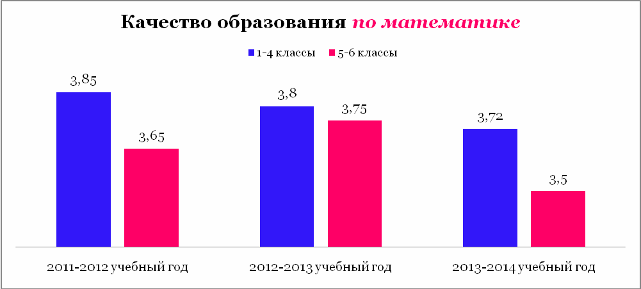 Качество образования по математике
1-4 классы 5-6 классы
3,85 3,65 3,8 3,75 3,72 3,5
2011-2012 учебный год 2012-2013 учебный год 2013-2014 учебный год